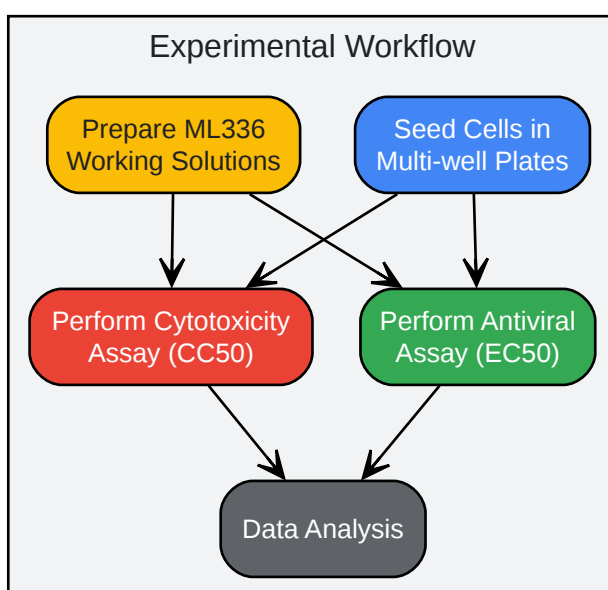 Experimental Workflow
Prepare ML336
Working Solutions
Seed Cells in
Multi-well Plates
Perform Cytotoxicity
Assay (CC50)
Perform Antiviral
Assay (EC50)
Data Analysis